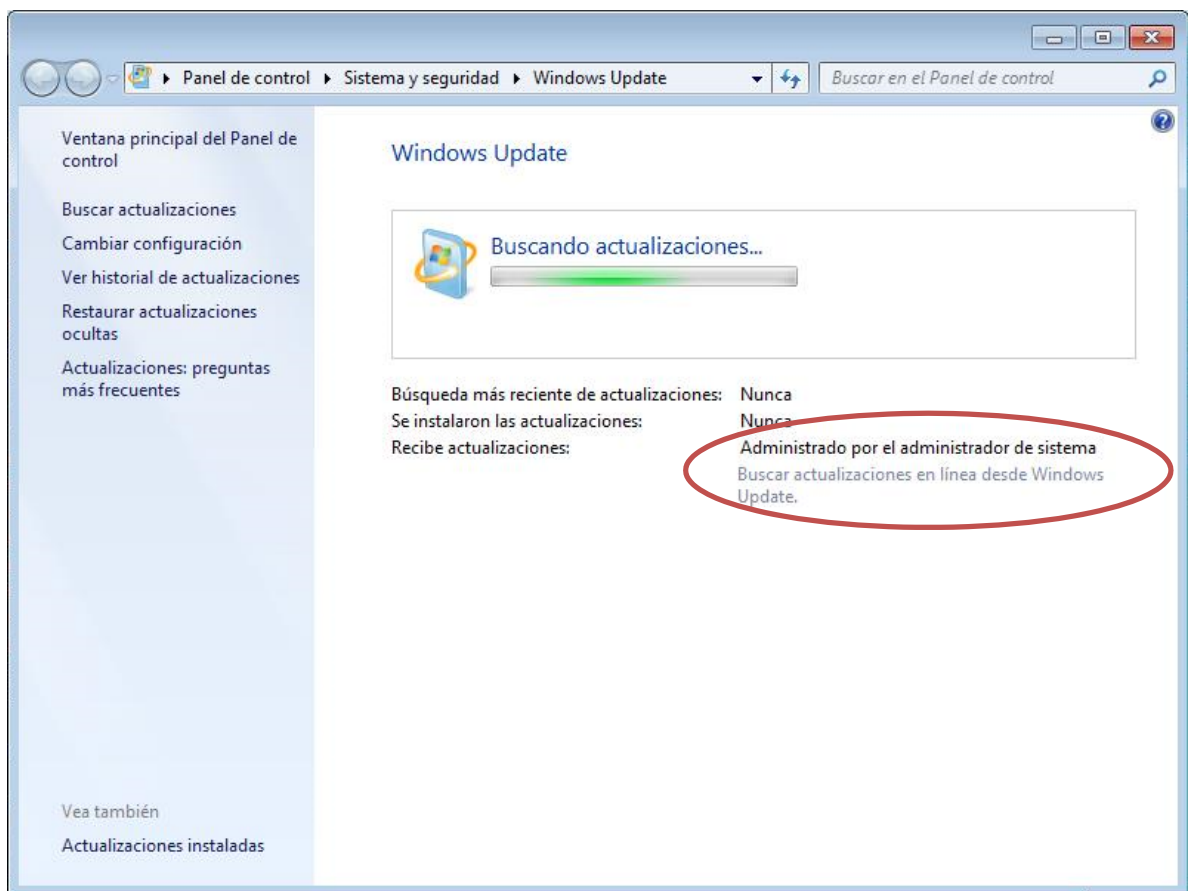 Panel de control Sistema y seguridad Windows Update Buscar en el Panel de control
Ventana principal del Panel de
control
Buscar actualizaciones
Cambiar configuración
Ver historial de actualizaciones
Restaurar actualizaciones
ocultas
Actualizaciones: preguntas
más frecuentes
Vea también
Actualizaciones instaladas
Windows Update
Buscando actualizaciones...
Búsqueda más reciente de actualizaciones: Nunca
Se instalaron las actualizaciones: Nunca
Recibe actualizaciones: Administrado por el administrador de sistema
Buscar actualizaciones en línea desde Windows
Update.